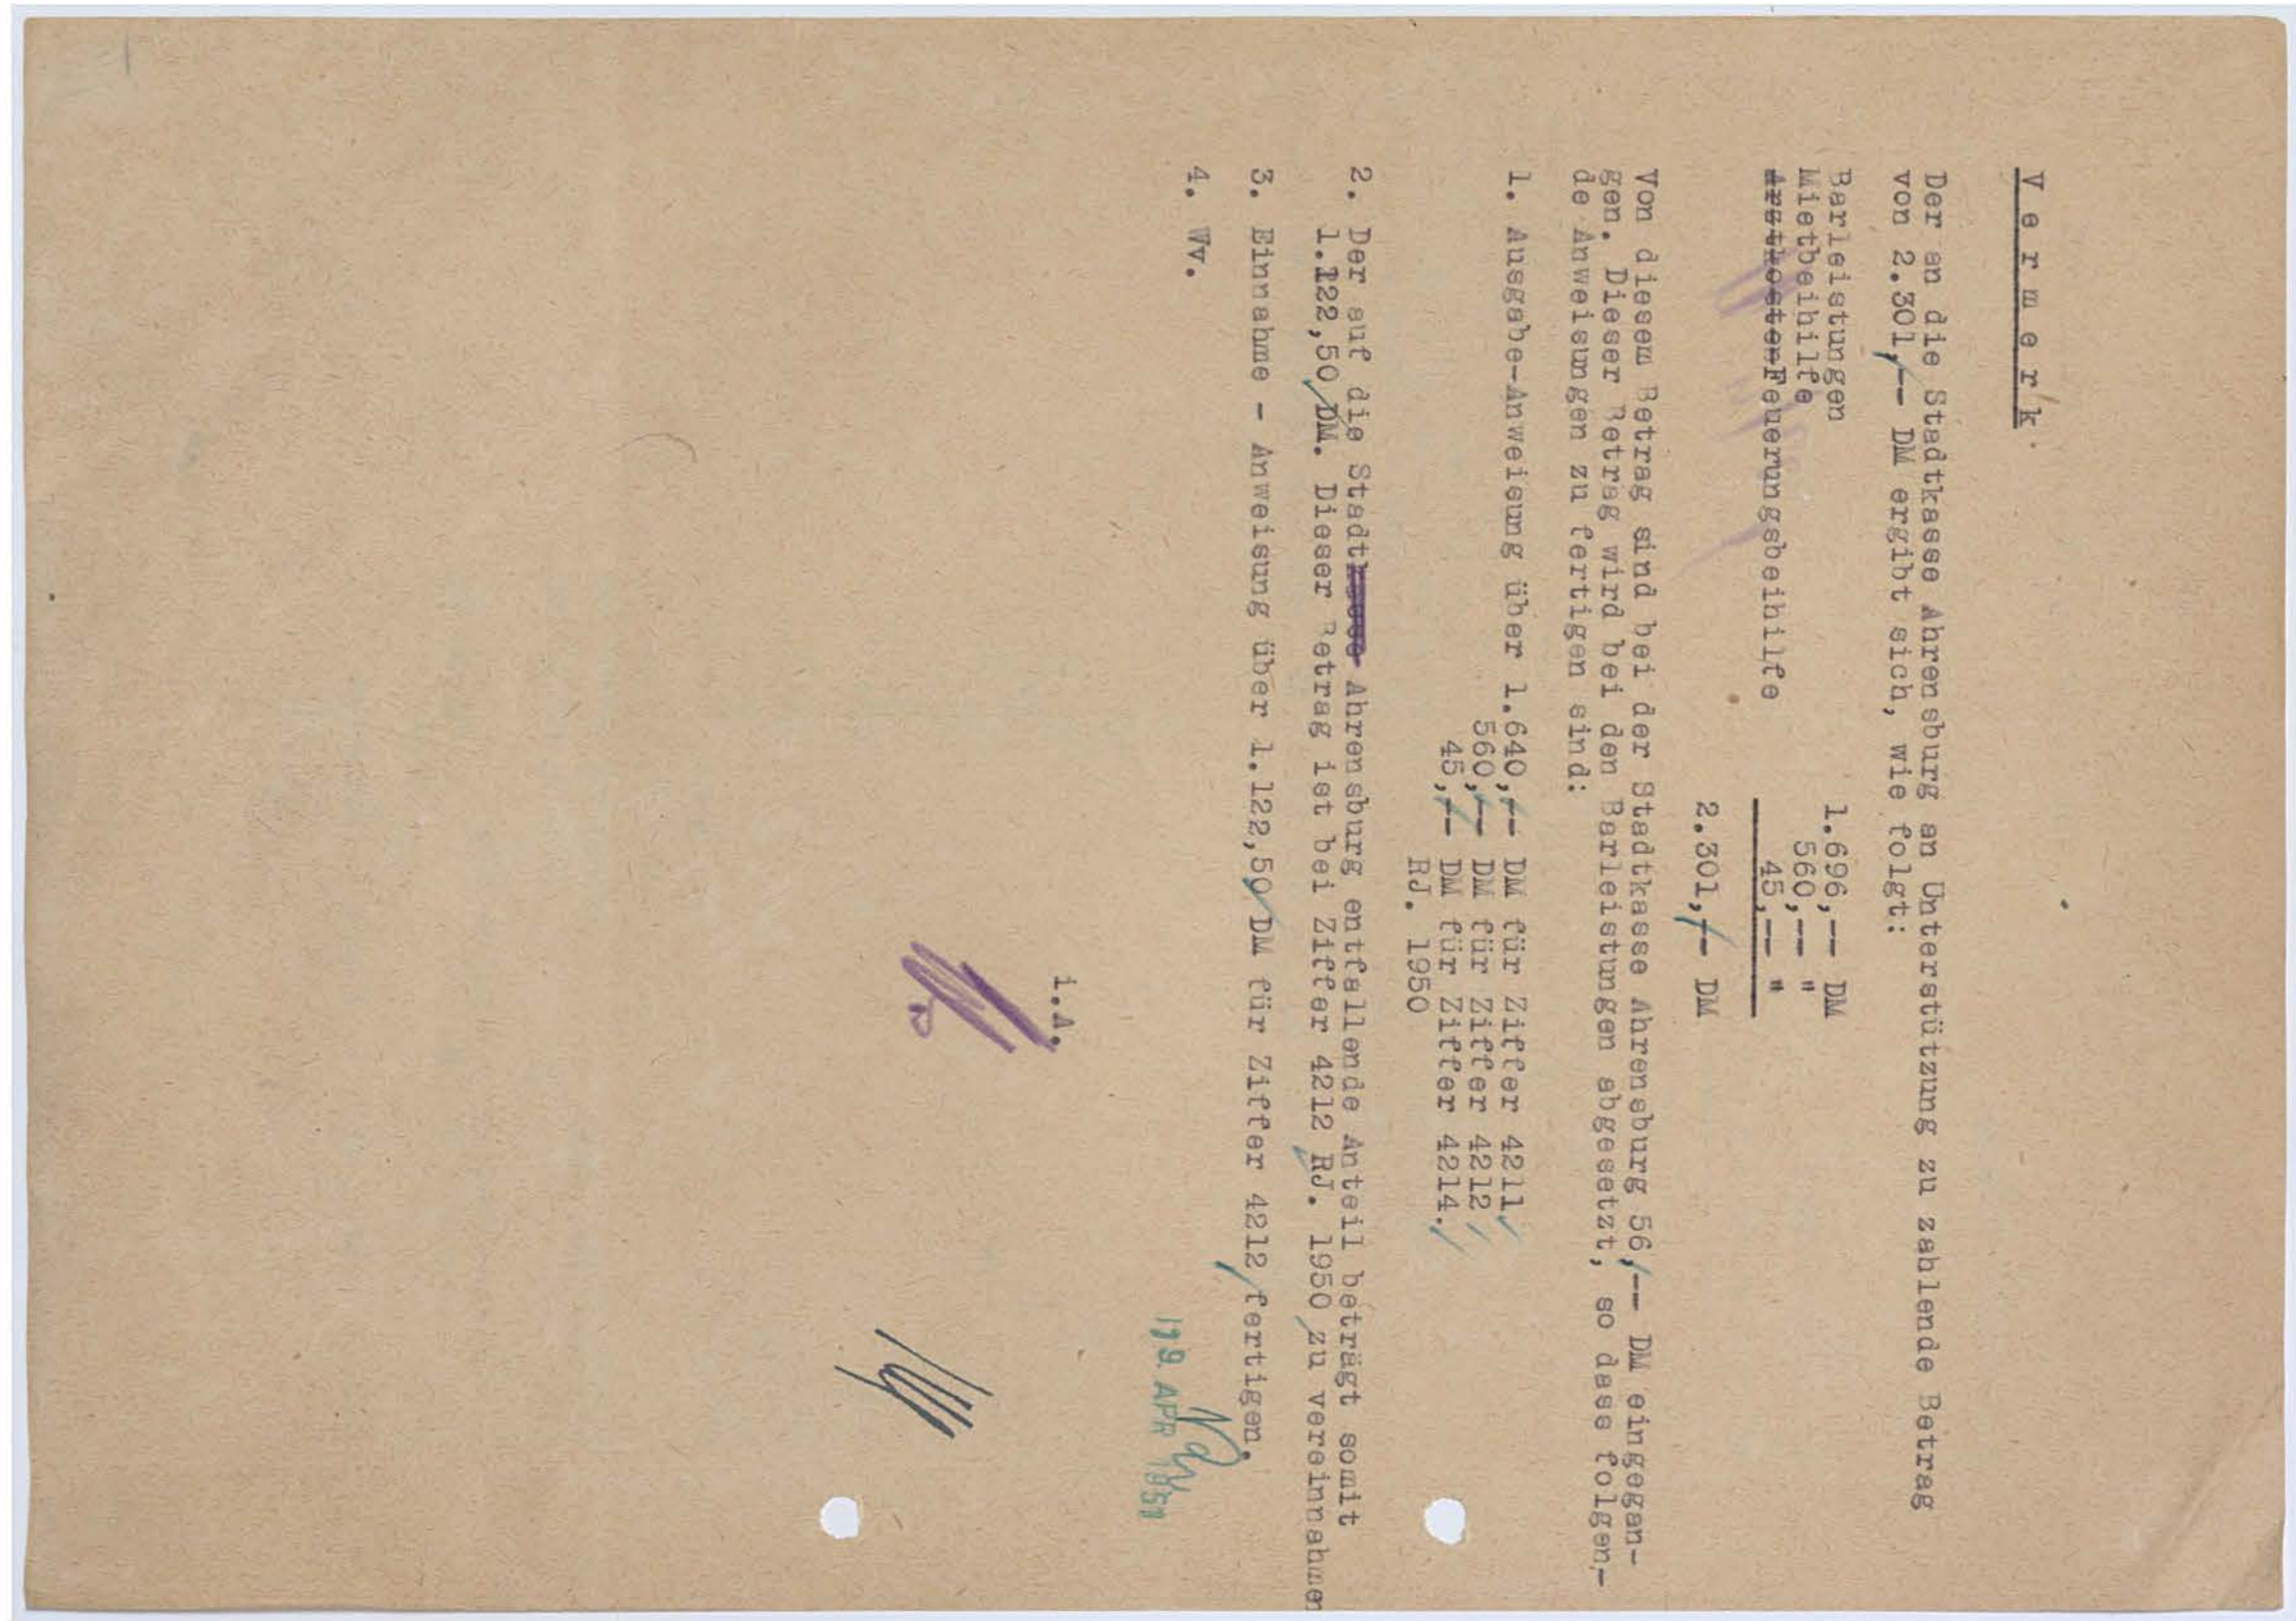 V e r m e r k
Der an die Stadtkasse Ahrensburg an Unterstützung zu zahlende Betrag
von 2.301,-- DM ergibt sich, wie folgt:
Barleistungen 1.696,-- DM
Mietbeihilfe 560,-- "
Arztkosten Feuerungsbeihilfe 45,-- "
2.301,-- DM
Von diesem Betrag sind bei der Stadtkasse Ahrensburg 56,-- DM eingegan-
gen. Dieser Betrag wird bei den Barleistungen abgesetzt, so dass folgen-
de Anweisungen zu fertigen sind:
1. Ausgabe-Anweisung über 1.640,-- DM für Ziffer 4211
560,-- DM für Ziffer 4212
45,-- DM für Ziffer 4214.
RJ. 1950
2. Der auf die Stadtkasse Ahrensburg entfallende Anteil beträgt somit
1.122,50 DM. Dieser Betrag ist bei Ziffer 4212 RJ. 1950 zu vereinnahmen
3. Einnahme - Anweisung über 1.122,50 DM für Ziffer 4212 fertigen.
4. Wv.
19. APR 1951
i.A.